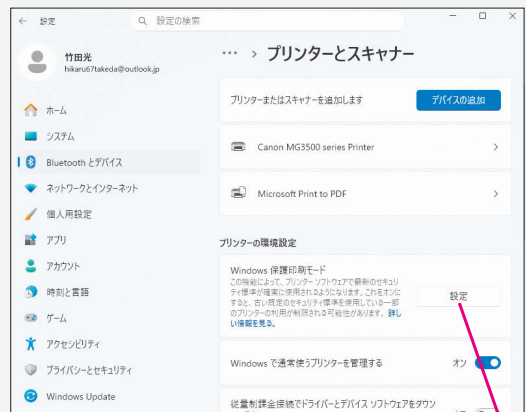 設定
設定の検索
竹田光
hikaru67takeda@outlook.jp
ホーム
システム
Bluetooth とデバイス
ネットワークとインターネット
個人用設定
アプリ
アカウント
時刻と言語
ゲーム
アクセシビリティ
プライバシーとセキュリティ
Windows Update
… › プリンターとスキャナー
プリンターまたはスキャナーを追加します
デバイスの追加
Canon MG3500 series Printer
Microsoft Print to PDF
プリンターの環境設定
Windows 保護印刷モード
この機能によって、プリンター ソフトウェアで最新のセキュリ
ティ標準が確実に使用されるようになります。これをオンに
すると、古い既定のセキュリティ標準を使用している一部
のプリンターの利用が制限される可能性があります。 詳し
い情報を見る。
設定
Windows で通常使うプリンターを管理する
オン
従量制課金接続でドライバーとデバイス ソフトウェアをダウン